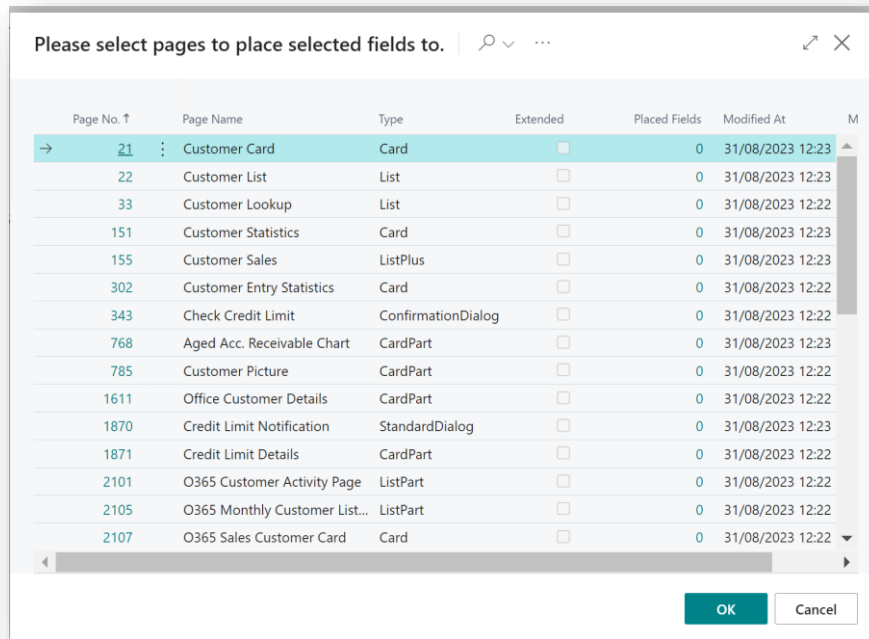 Please select pages to place selected fields to.
Page No.↑ Page Name Type Extended Placed Fields Modified At M
21 Customer Card Card 0 31/08/2023 12:23
22 Customer List List 0 31/08/2023 12:23
33 Customer Lookup List 0 31/08/2023 12:22
151 Customer Statistics Card 0 31/08/2023 12:23
155 Customer Sales ListPlus 0 31/08/2023 12:23
302 Customer Entry Statistics Card 0 31/08/2023 12:22
343 Check Credit Limit ConfirmationDialog 0 31/08/2023 12:22
768 Aged Acc. Receivable Chart CardPart 0 31/08/2023 12:23
785 Customer Picture CardPart 0 31/08/2023 12:22
1611 Office Customer Details CardPart 0 31/08/2023 12:22
1870 Credit Limit Notification StandardDialog 0 31/08/2023 12:23
1871 Credit Limit Details CardPart 0 31/08/2023 12:22
2101 O365 Customer Activity Page ListPart 0 31/08/2023 12:22
2105 O365 Monthly Customer List... ListPart 0 31/08/2023 12:22
2107 O365 Sales Customer Card Card 0 31/08/2023 12:22
OK Cancel